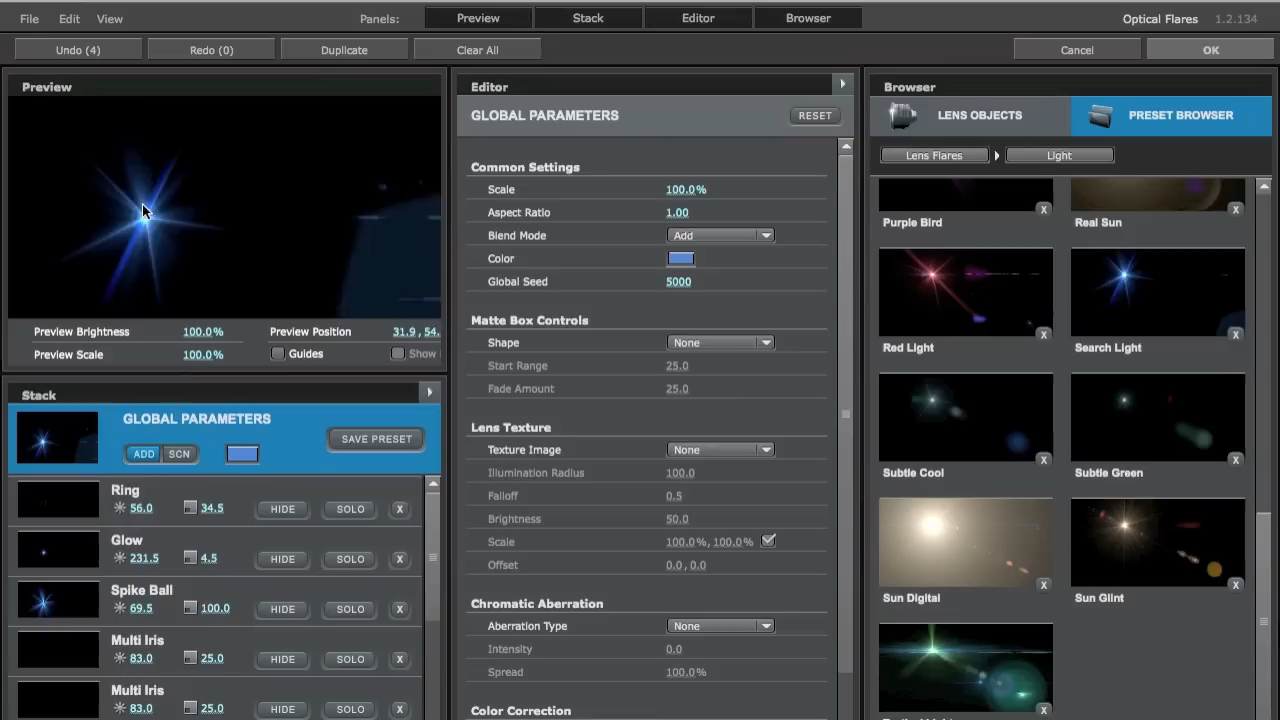 File Edit View Panels: Preview Stack Editor Browser Optical Flares 1.2.134
Undo (4) Redo (0) Duplicate Clear All Cancel OK
Preview
Preview Brightness 100.0% Preview Position 31.9 , 54.
Preview Scale 100.0% Guides Show
Stack
GLOBAL PARAMETERS
ADD SCN SAVE PRESET
Ring
56.0 34.5 HIDE SOLO X
Glow
231.5 4.5 HIDE SOLO X
Spike Ball
69.5 100.0 HIDE SOLO X
Multi Iris
83.0 25.0 HIDE SOLO X
Multi Iris
83.0 25.0 HIDE SOLO X
Editor
GLOBAL PARAMETERS RESET
Common Settings
Scale 100.0%
Aspect Ratio 1.00
Blend Mode Add
Color
Global Seed 5000
Matte Box Controls
Shape None
Start Range 25.0
Fade Amount 25.0
Lens Texture
Texture Image None
Illumination Radius 100.0
Falloff 0.5
Brightness 50.0
Scale 100.0% , 100.0%
Offset 0.0 , 0.0
Chromatic Aberration
Aberration Type None
Intensity 0.0
Spread 100.0%
Color Correction
Browser
LENS OBJECTS PRESET BROWSER
Lens Flares Light
X X
Purple Bird Real Sun
X X
Red Light Search Light
X X
Subtle Cool Subtle Green
X X
Sun Digital Sun Glint
X